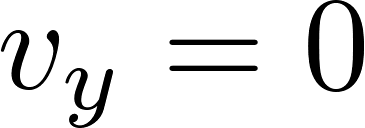 v_y = 0